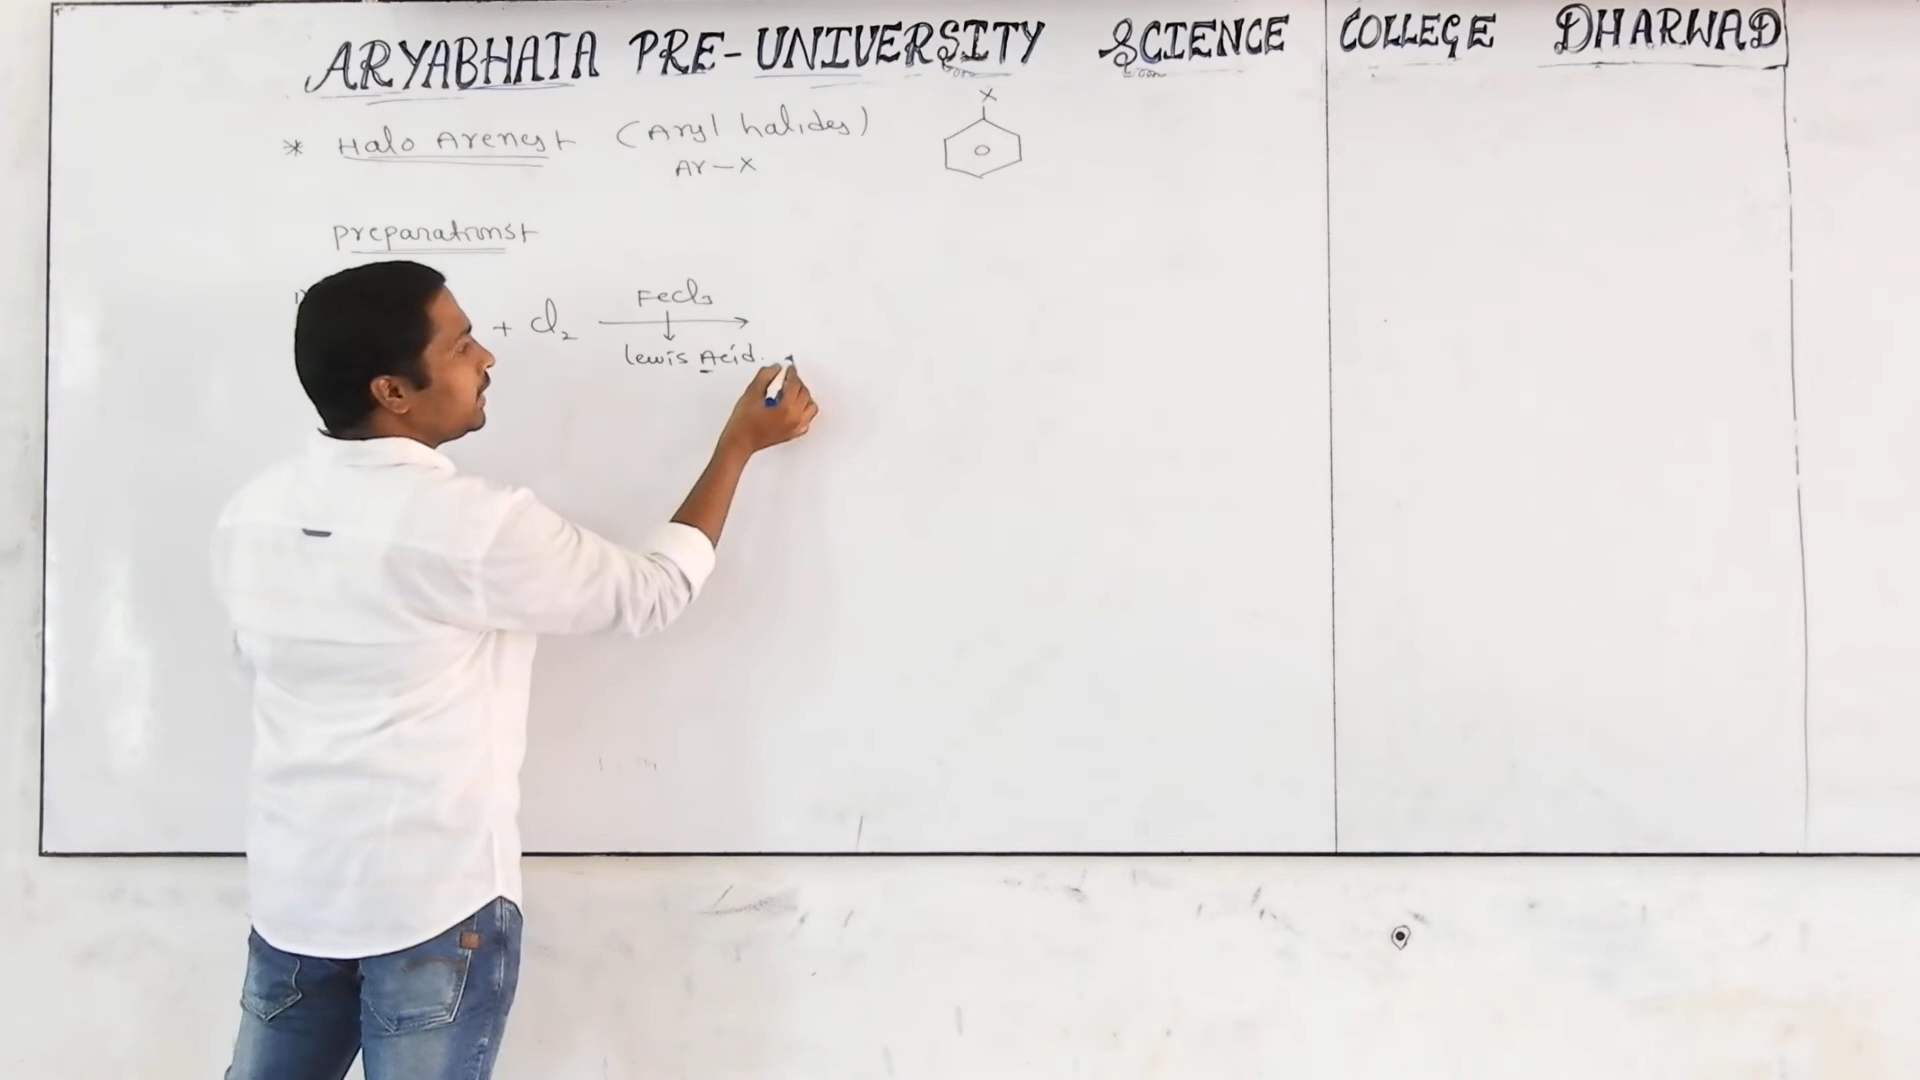 ARYABHATA PRE-UNIVERSITY SCIENCE COLLEGE DHARWAD
* Halo Arenes (Aryl halides)
Ar-X
X
preparations
FeCl3
+ Cl2
lewis Acid.